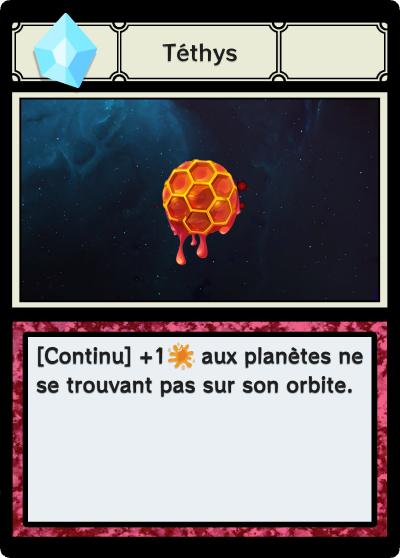 Téthys
[Continu] +1 aux planètes ne
se trouvant pas sur son orbite.